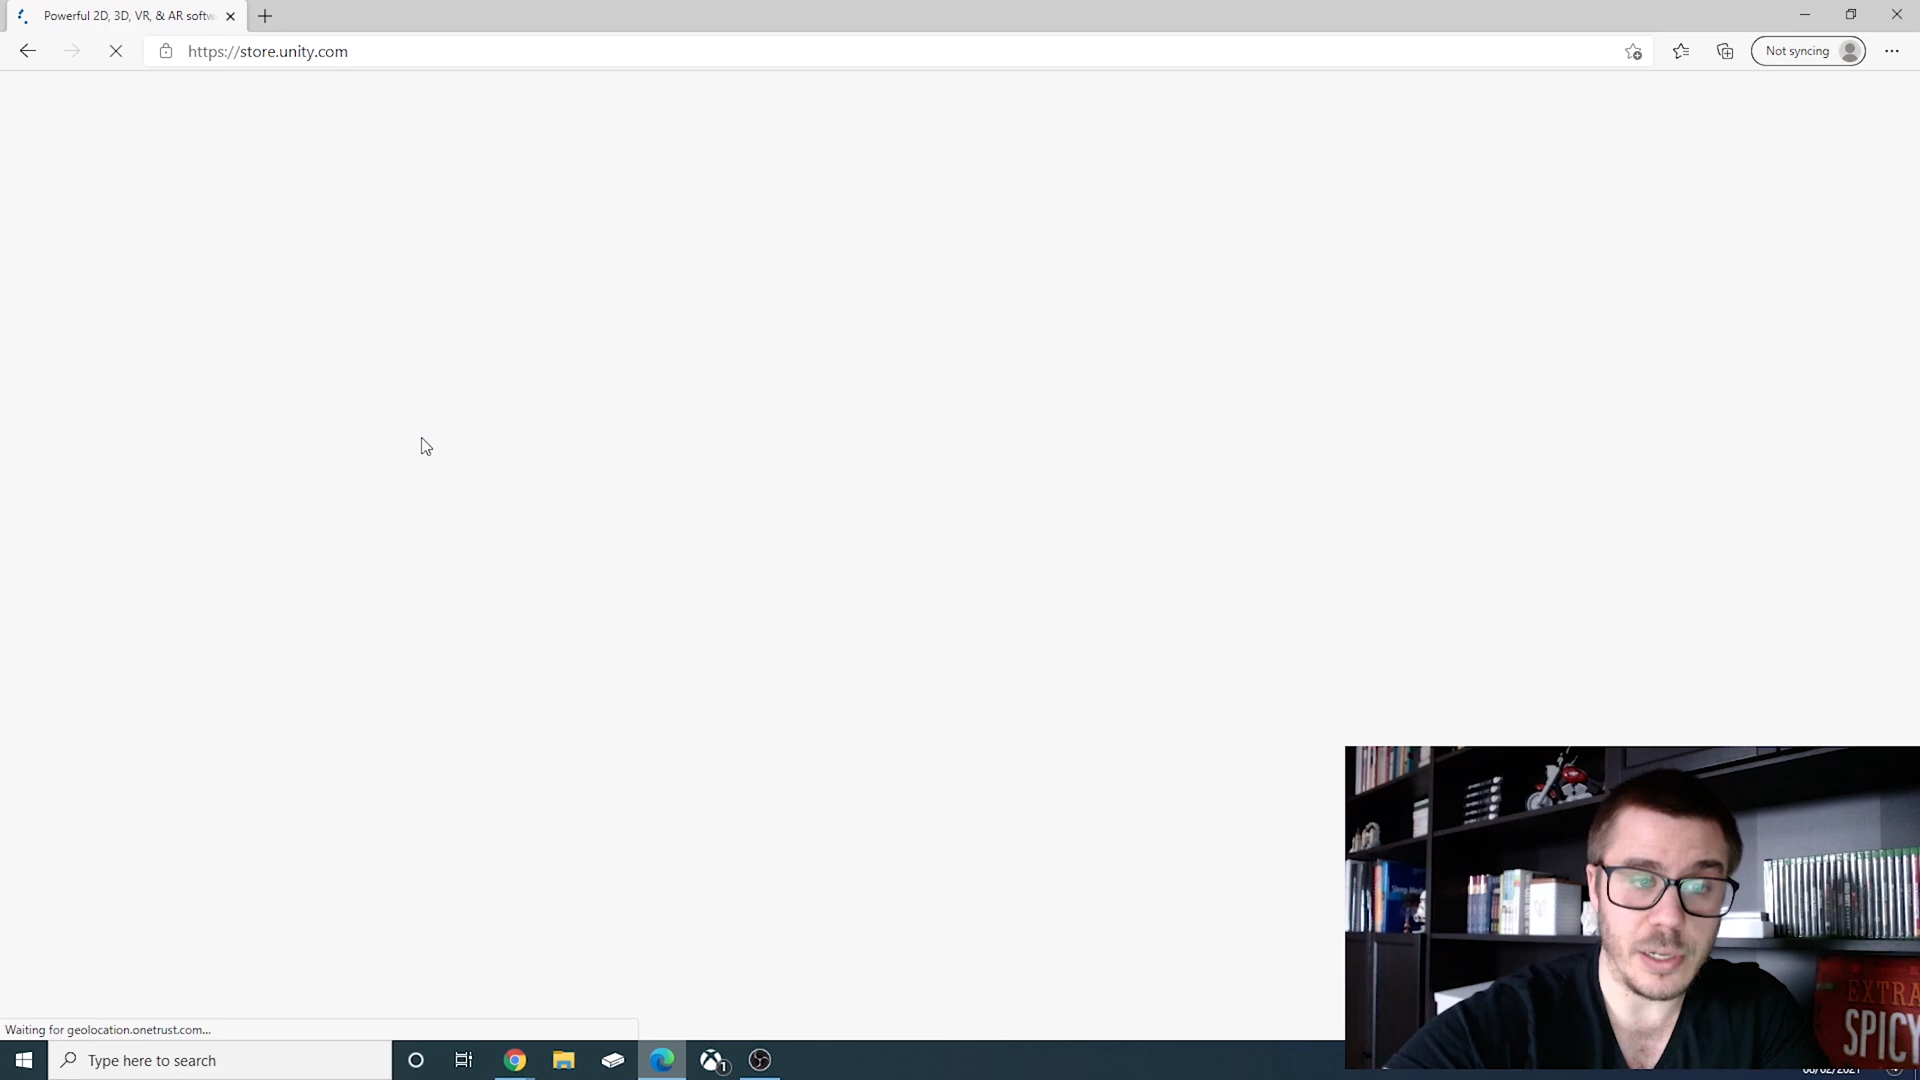 Powerful 2D, 3D, VR, & AR softw
https://store.unity.com
Not syncing
EXTRA
SPICY
Waiting for geolocation.onetrust.com...
Type here to search
1